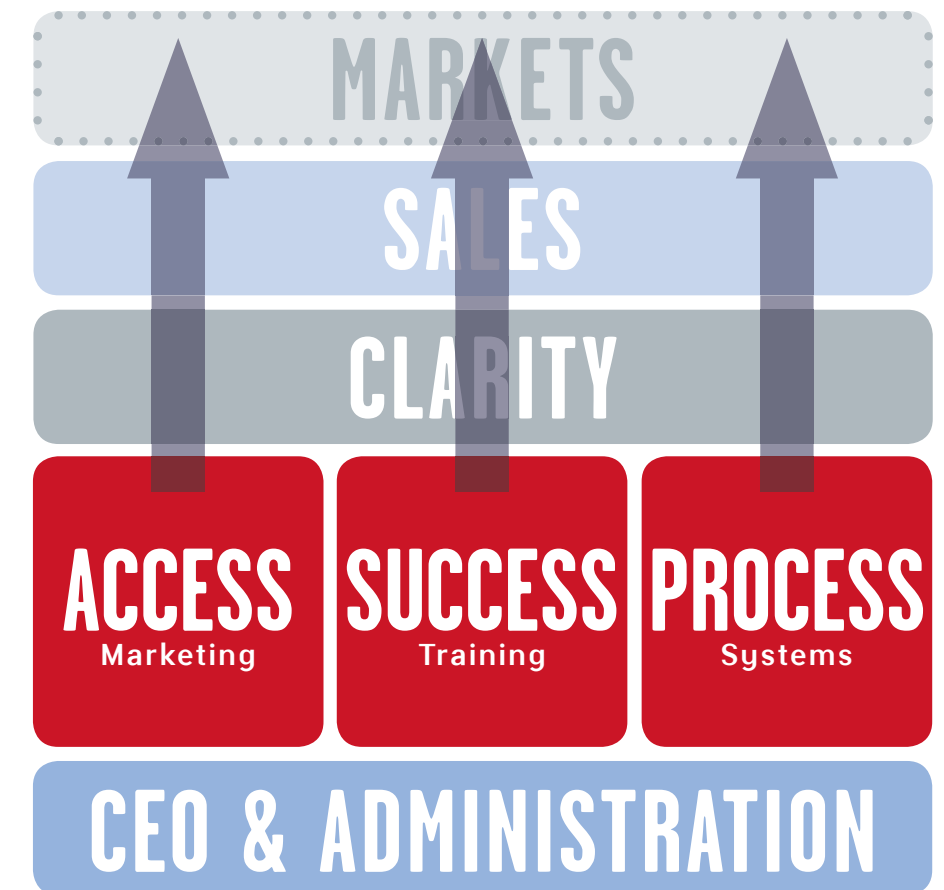 MARKETS
SALES
CLARITY
ACCESS
Marketing
SUCCESS
Training
PROCESS
Systems
CEO & ADMINISTRATION